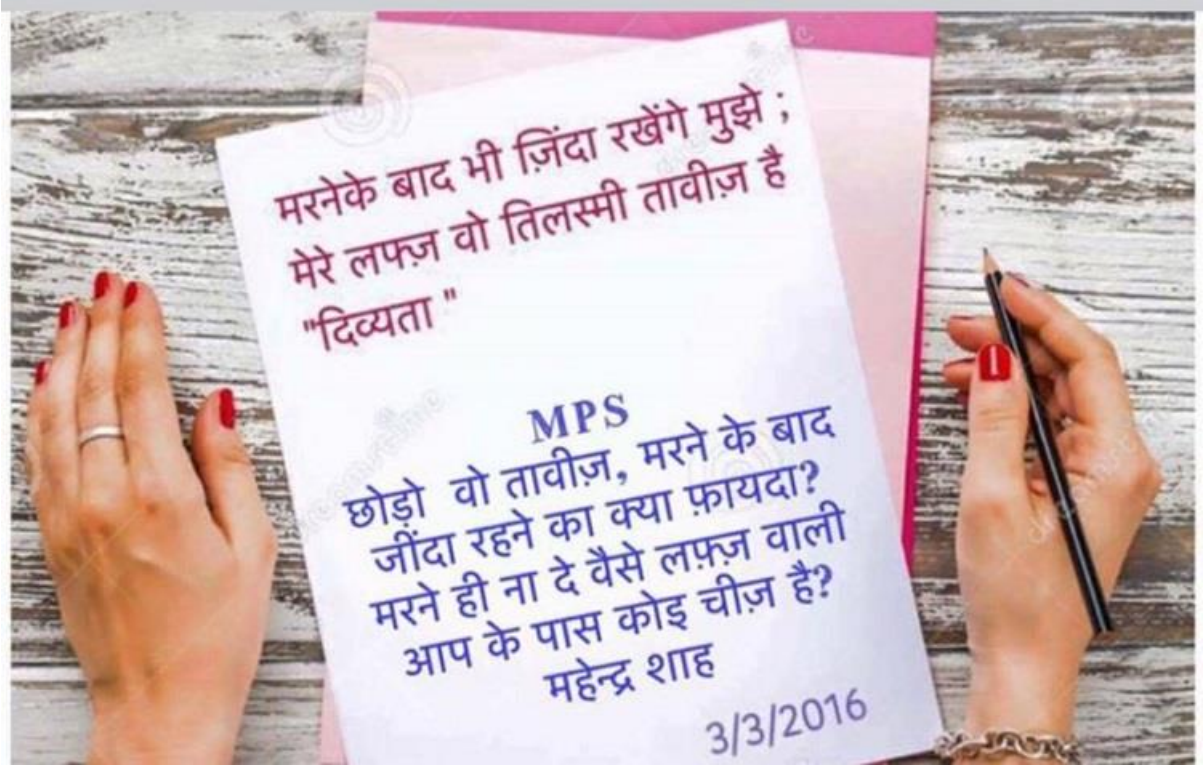 मरनेके बाद भी ज़िंदा रखेंगे मुझे ;
मेरे लफ्ज़ वो तिलस्मी तावीज़ है
"दिव्यता "
MPS
छोड़ो वो तावीज़, मरने के बाद
जींदा रहने का क्या फ़ायदा?
मरने ही ना दे वैसे लफ़्ज़ वाली
आप के पास कोइ चीज़ है?
महेन्द्र शाह
3/3/2016